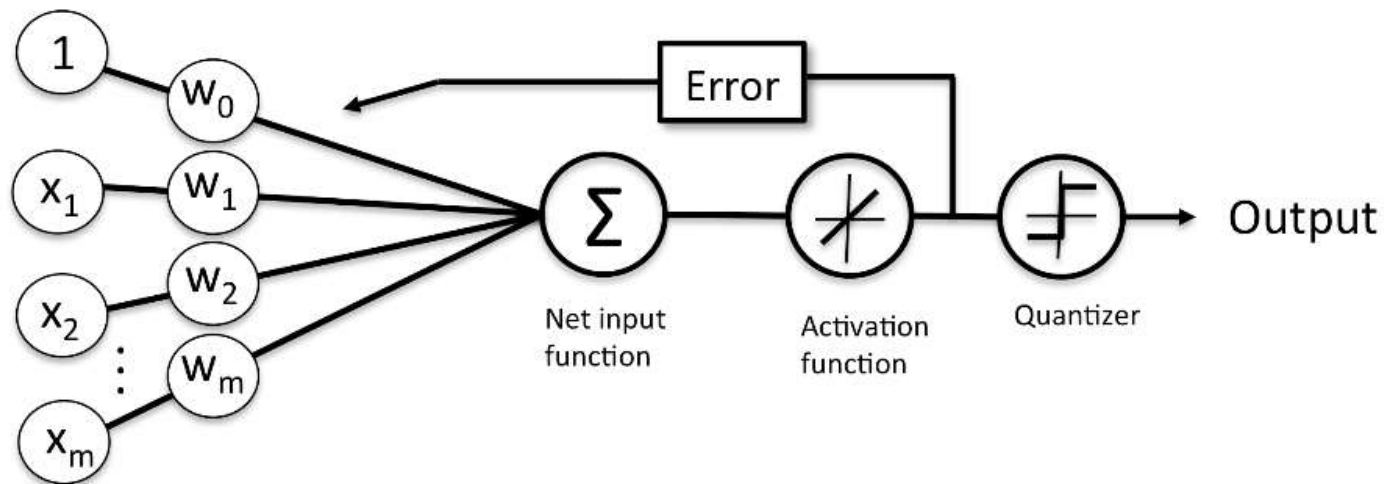 1
w₀
Error
x₁
w₁
Σ
Output
x₂
w₂
Net input
function
Activation
function
Quantizer
⋮
wₘ
xₘ